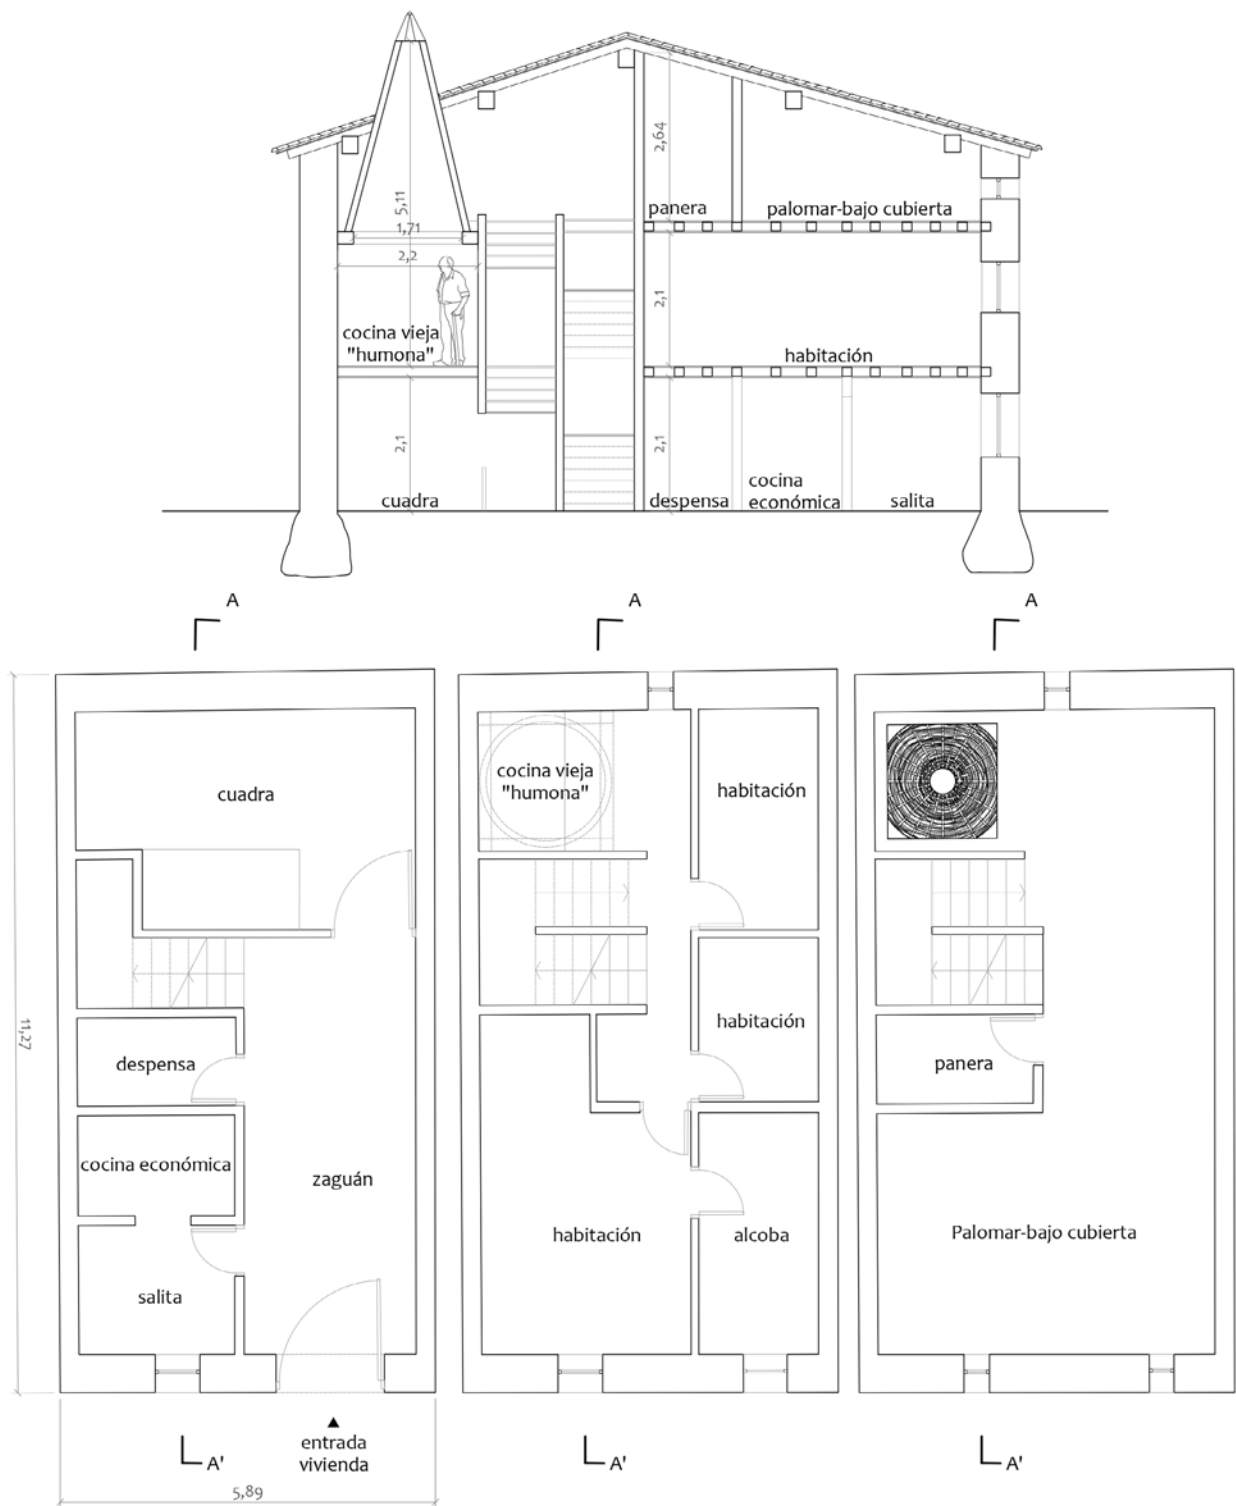 2,64
5,11
panera
palomar-bajo cubierta
1,71
2,2
2,1
cocina vieja
"humona"
habitación
2,1
2,1
cocina
cuadra
despensa
económica
salita
A
A
A
cocina vieja
"humona"
habitación
cuadra
11,27
despensa
habitación
panera
cocina económica
zaguán
habitación
alcoba
Palomar-bajo cubierta
salita
entrada
vivienda
A'
A'
A'
5,89